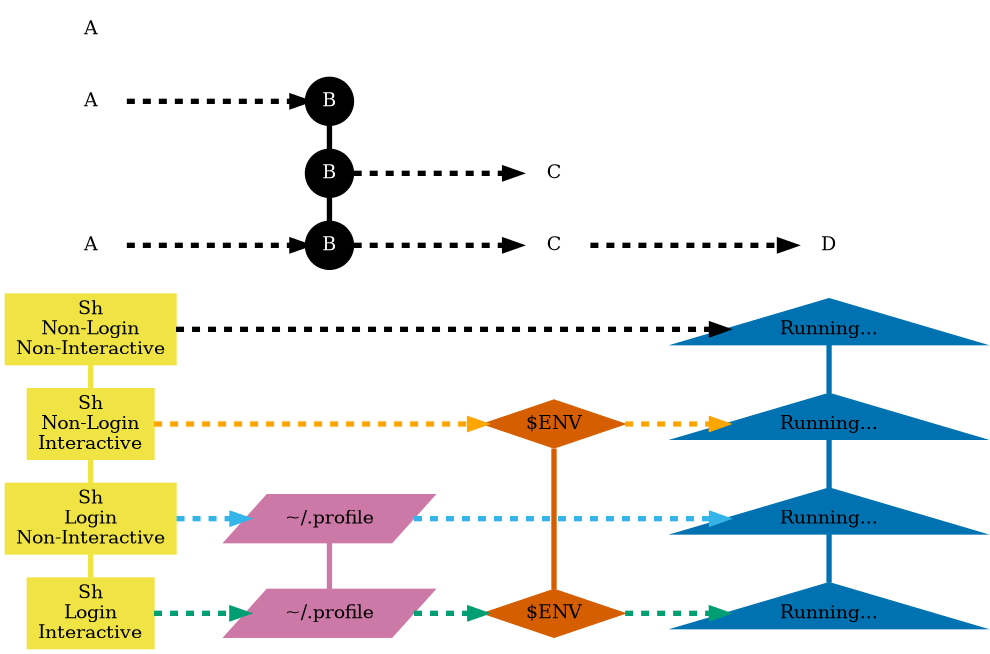 A
A B
B C
A B C D
Sh
Non-Login
Non-Interactive
Running...
Sh
Non-Login
Interactive
$ENV
Running...
Sh
Login
Non-Interactive
~/.profile
Running...
Sh
Login
Interactive
~/.profile
$ENV
Running...